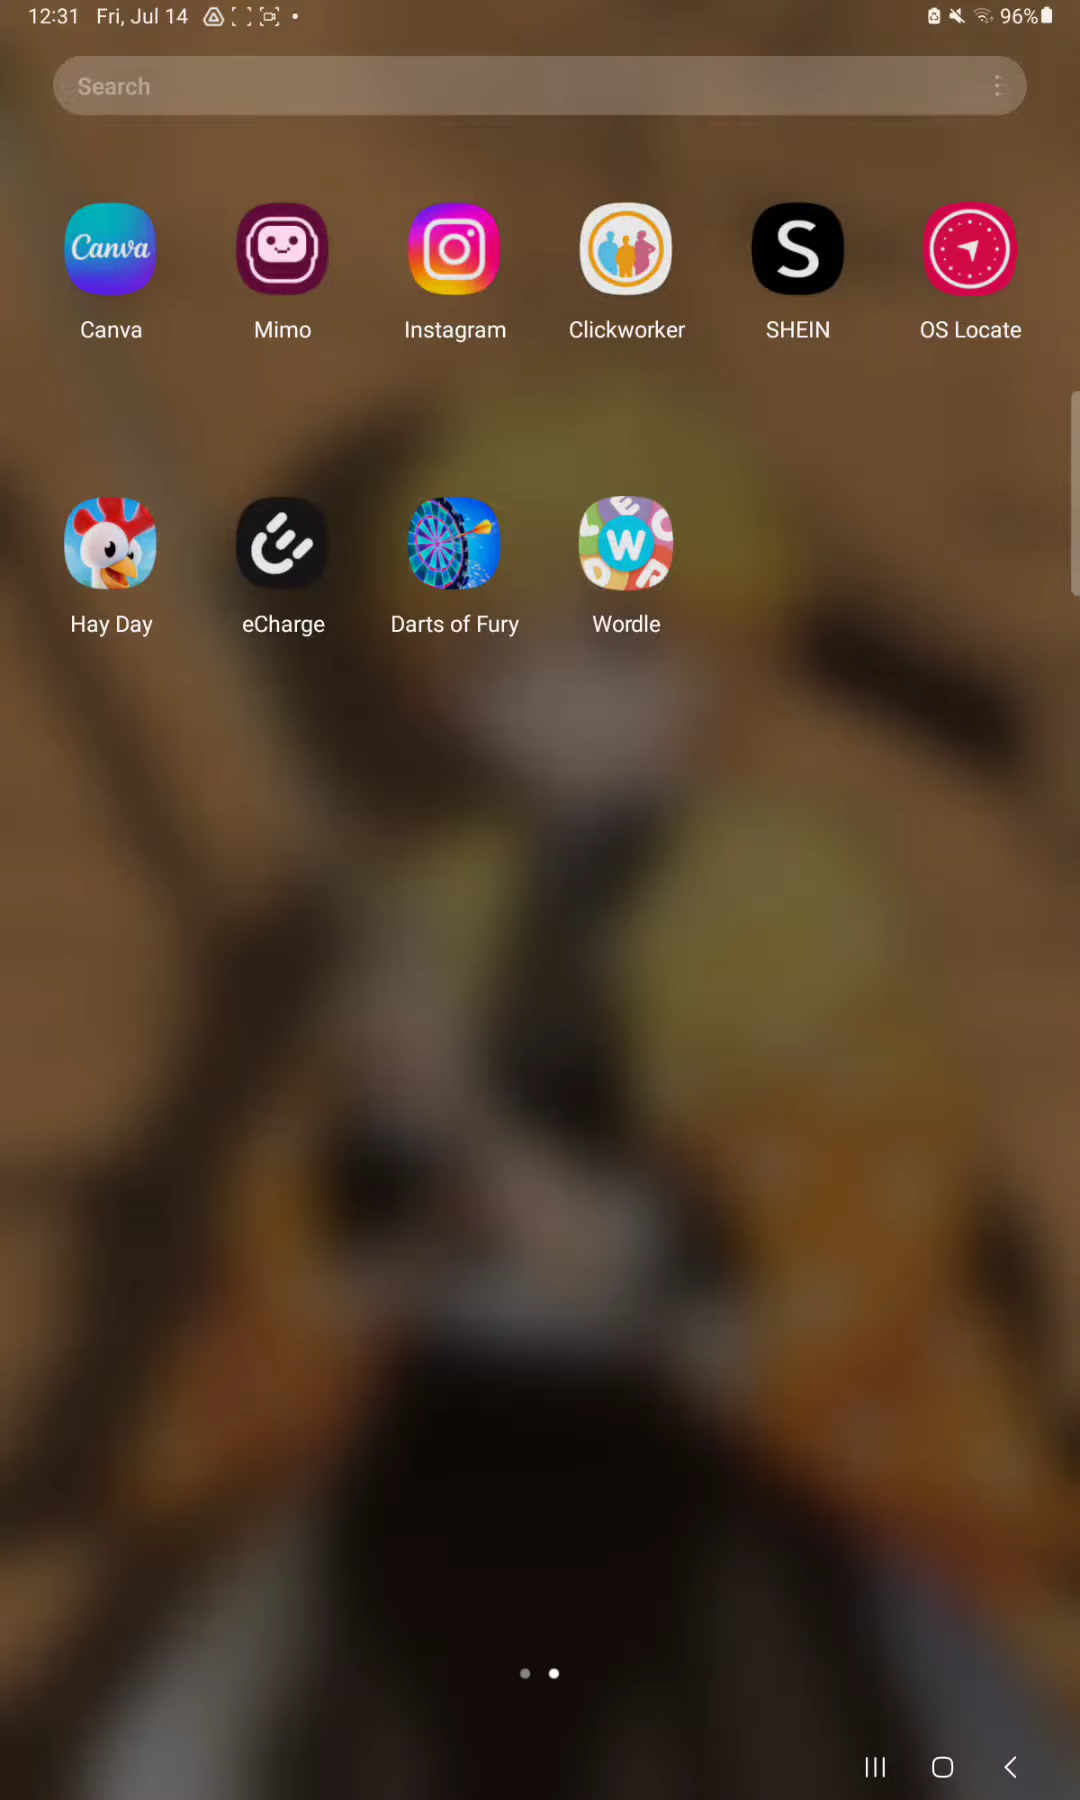 12:31 Fri, Jul 14 96%
Search
Canva
S
Canva Mimo Instagram Clickworker SHEIN OS Locate
L E C W D R
Hay Day eCharge Darts of Fury Wordle